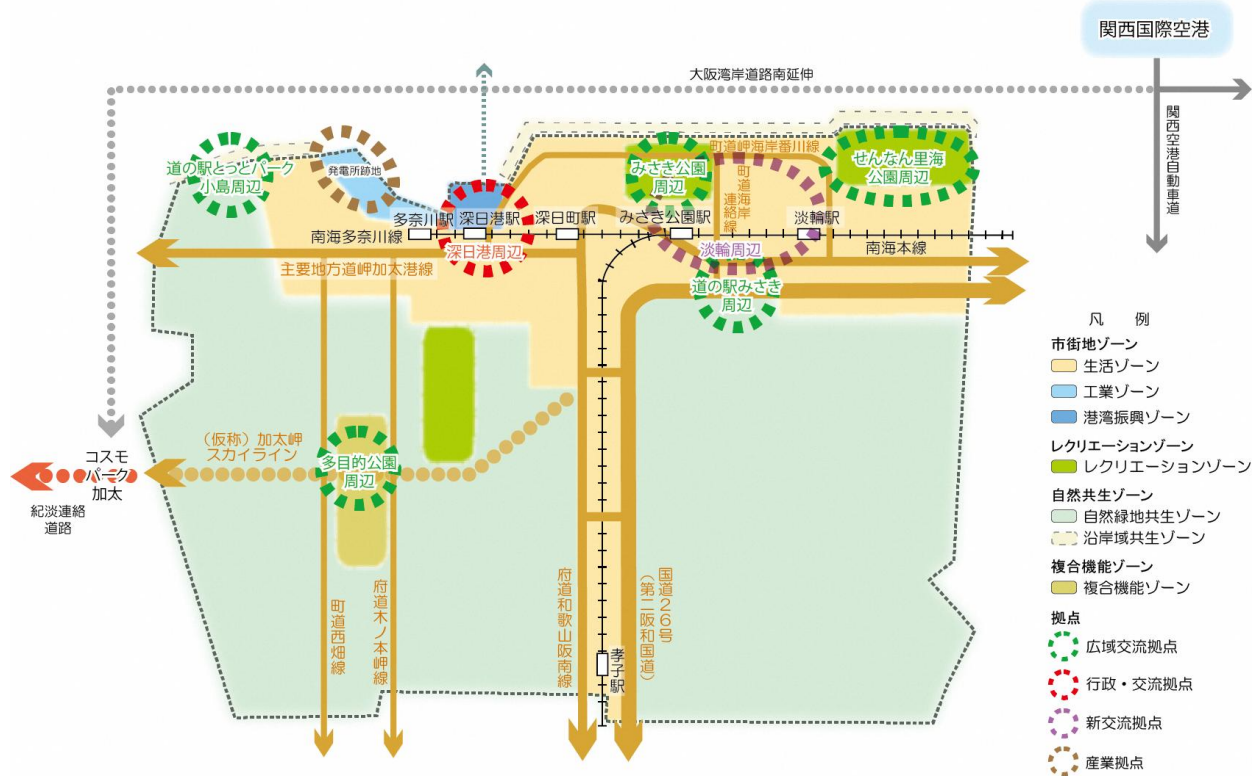 関西国際空港
大阪湾岸道路南延伸
関西空港自動車道
道の駅とっとパーク
小島周辺
発電所跡地
みさき公園
周辺
町道岬海岸番川線
せんなん里海
公園周辺
町道海岸
連絡線
多奈川駅
深日港駅
深日町駅
みさき公園駅
淡輪駅
南海多奈川線
深日港周辺
淡輪周辺
南海本線
主要地方道岬加太港線
道の駅みさき
周辺
(仮称)加太岬
スカイライン
多目的公園
周辺
コスモ
パーク
加太
紀淡連絡
道路
町道西畑線
府道木ノ本岬線
府道和歌山阪南線
国道26号
(第二阪和国道)
孝子駅
凡 例
市街地ゾーン
生活ゾーン
工業ゾーン
港湾振興ゾーン
レクリエーションゾーン
レクリエーションゾーン
自然共生ゾーン
自然緑地共生ゾーン
沿岸域共生ゾーン
複合機能ゾーン
複合機能ゾーン
拠点
広域交流拠点
行政・交流拠点
新交流拠点
産業拠点